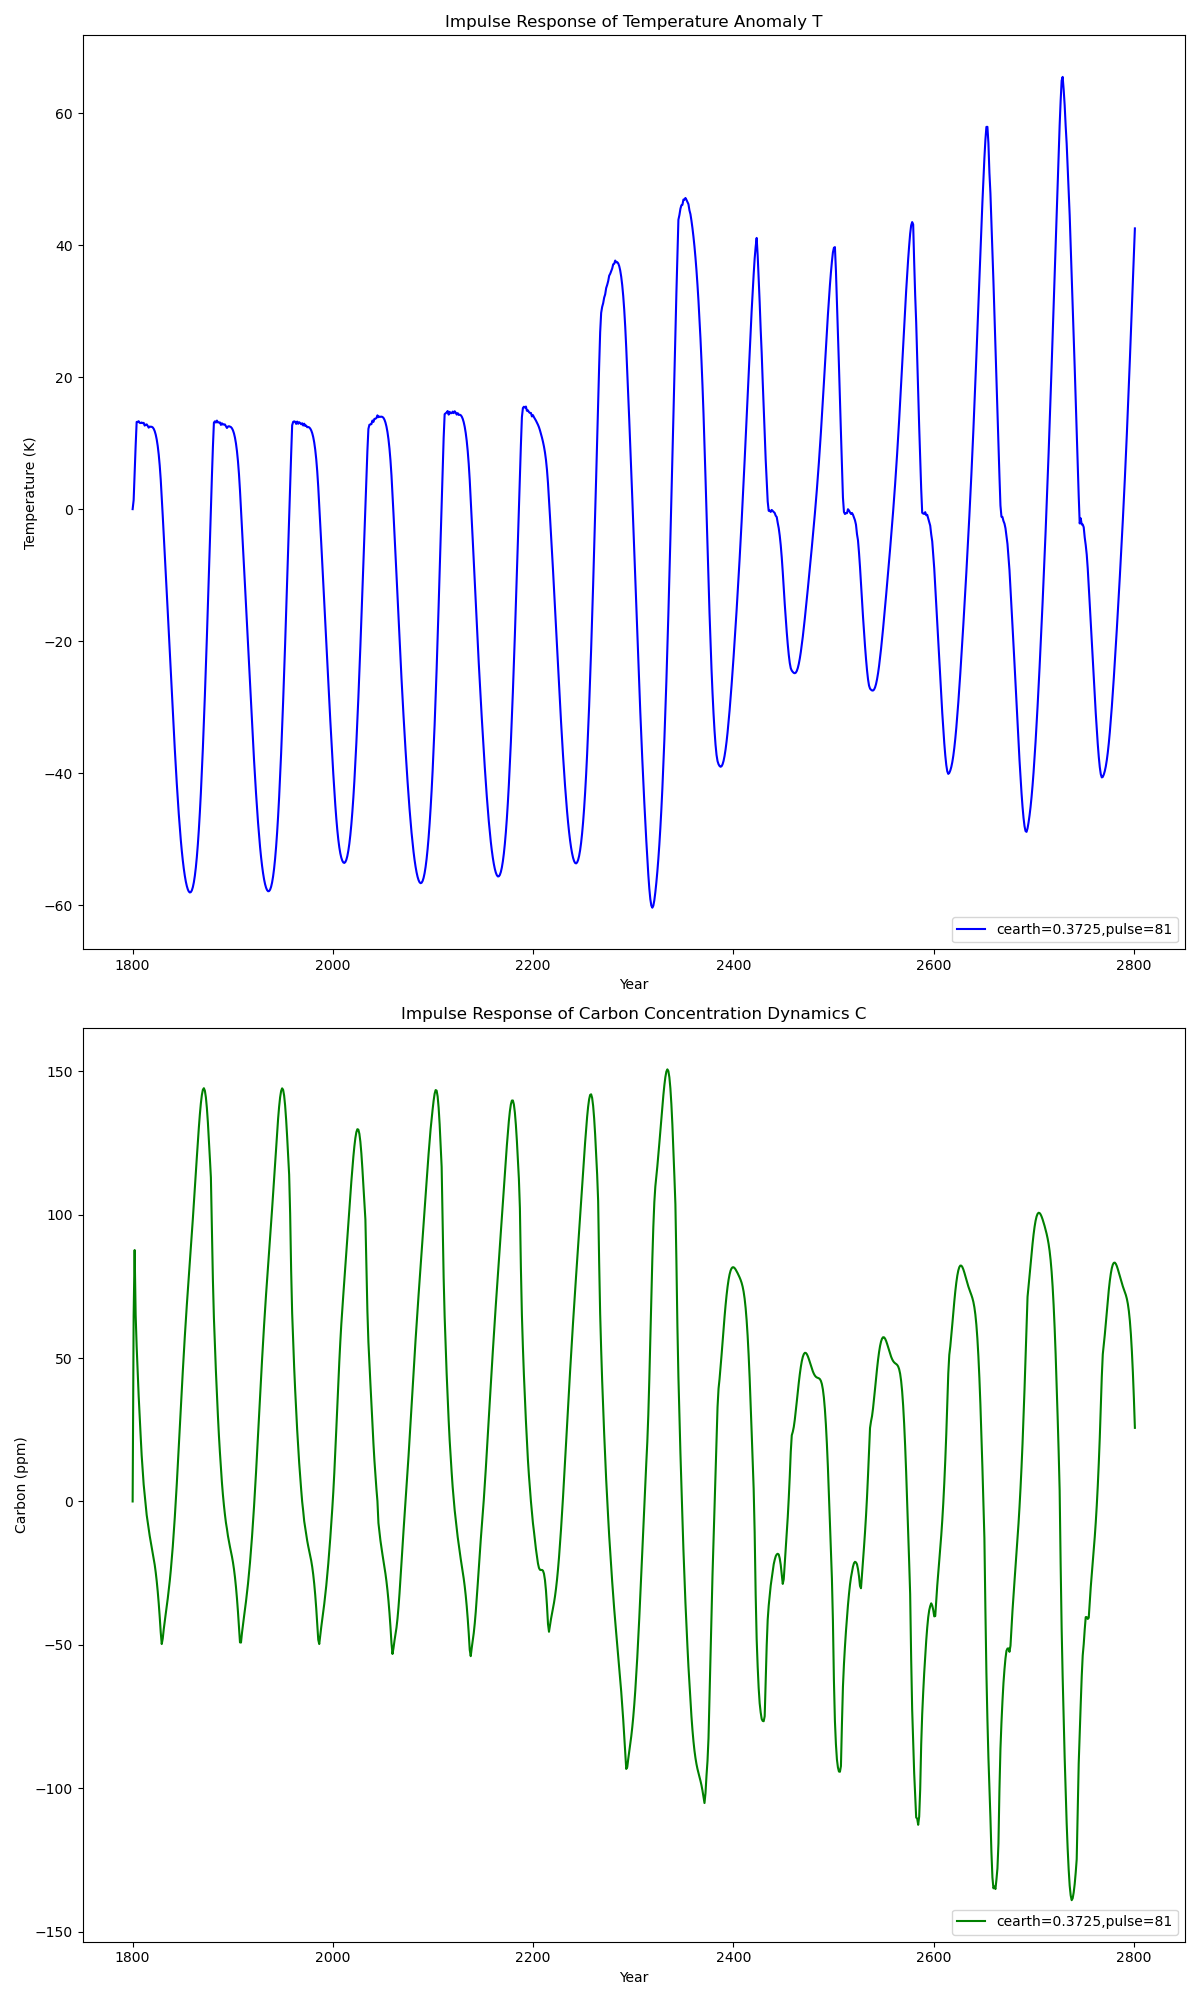 Impulse Response of Temperature Anomaly T
60
40
20
0
−20
−40
−60
Temperature (K)
cearth=0.3725,pulse=81
1800 2000 2200 2400 2600 2800
Year
Impulse Response of Carbon Concentration Dynamics C
150
100
50
0
−50
−100
−150
Carbon (ppm)
cearth=0.3725,pulse=81
1800 2000 2200 2400 2600 2800
Year